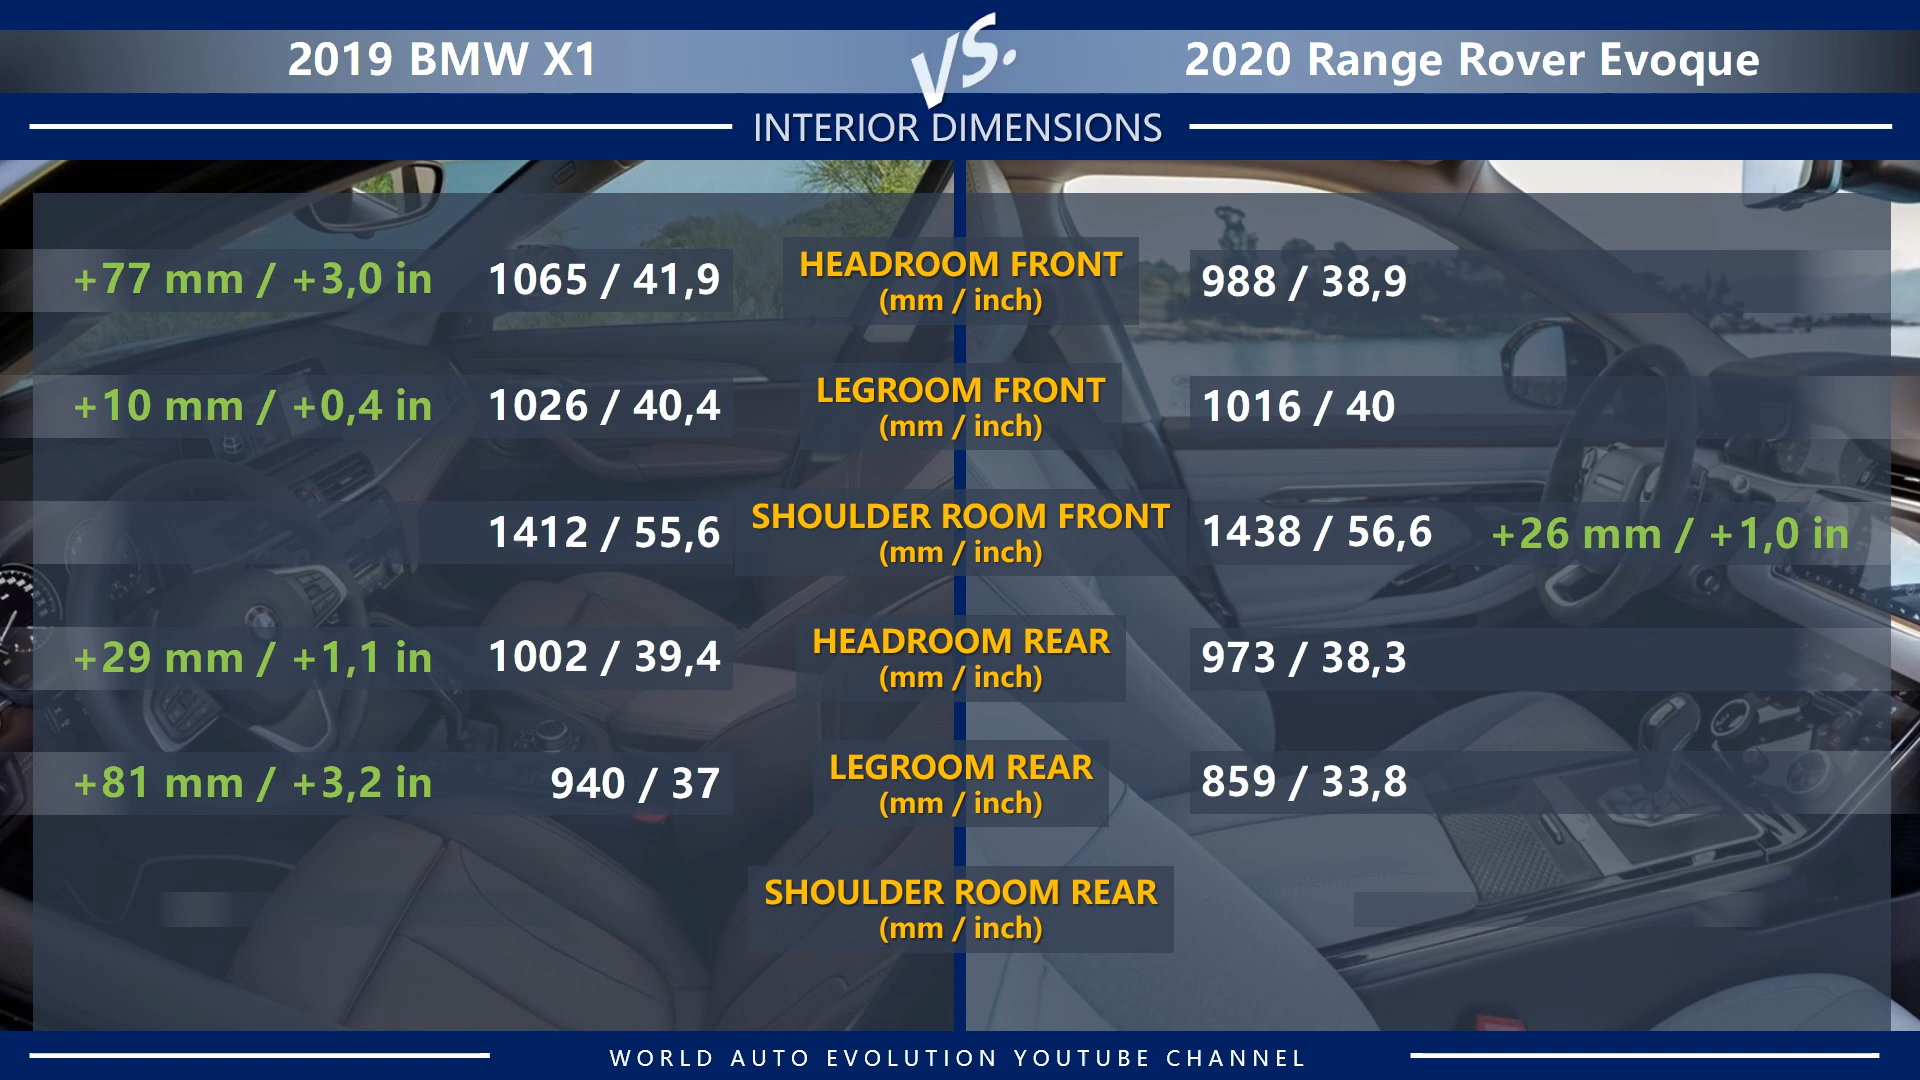 2019 BMW X1
VS.
2020 Range Rover Evoque
INTERIOR DIMENSIONS
+77 mm / +3,0 in
1065 / 41,9
HEADROOM FRONT
(mm / inch)
988 / 38,9
+10 mm / +0,4 in
1026 / 40,4
LEGROOM FRONT
(mm / inch)
1016 / 40
1412 / 55,6
SHOULDER ROOM FRONT
(mm / inch)
1438 / 56,6
+26 mm / +1,0 in
+29 mm / +1,1 in
1002 / 39,4
HEADROOM REAR
(mm / inch)
973 / 38,3
+81 mm / +3,2 in
940 / 37
LEGROOM REAR
(mm / inch)
859 / 33,8
SHOULDER ROOM REAR
(mm / inch)
WORLD AUTO EVOLUTION YOUTUBE CHANNEL